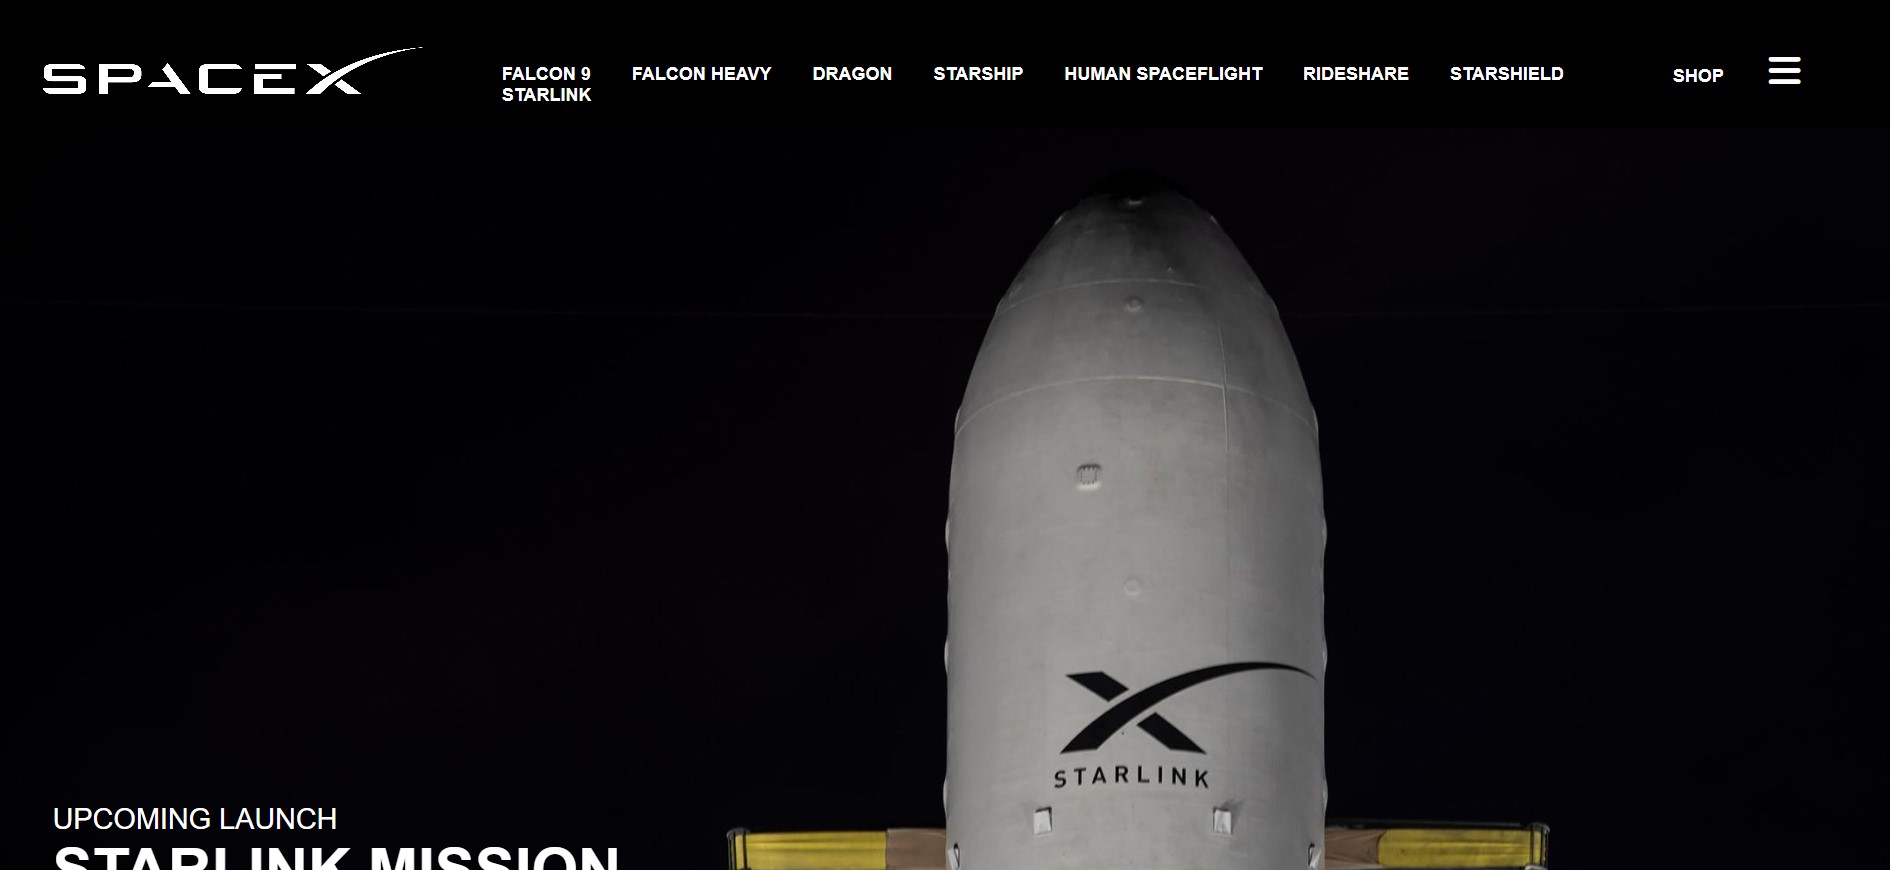 SPACEX
FALCON 9 FALCON HEAVY DRAGON STARSHIP HUMAN SPACEFLIGHT RIDESHARE STARSHIELD SHOP
STARLINK
STARLINK
UPCOMING LAUNCH
STARLINK MISSION